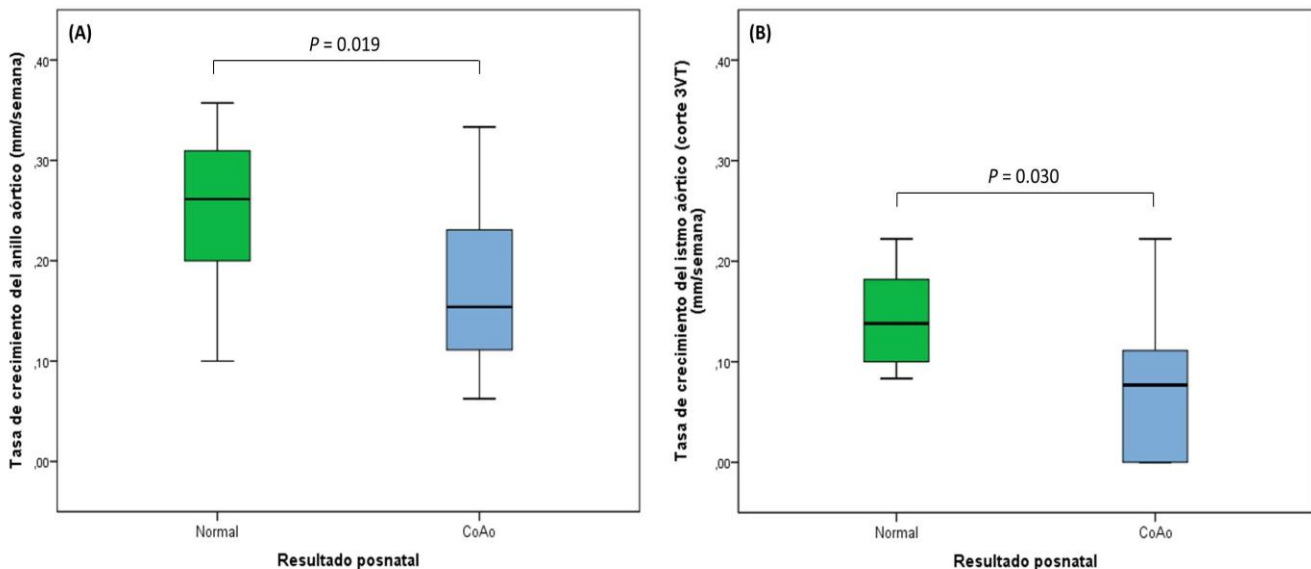 (A)
P = 0.019
Tasa de crecimiento del anillo aórtico (mm/semana)
,40
,30
,20
,10
,00
Normal
CoAo
Resultado posnatal
(B)
P = 0.030
Tasa de crecimiento del istmo aórtico (corte 3VT)
(mm/semana)
,40
,30
,20
,10
,00
Normal
CoAo
Resultado posnatal